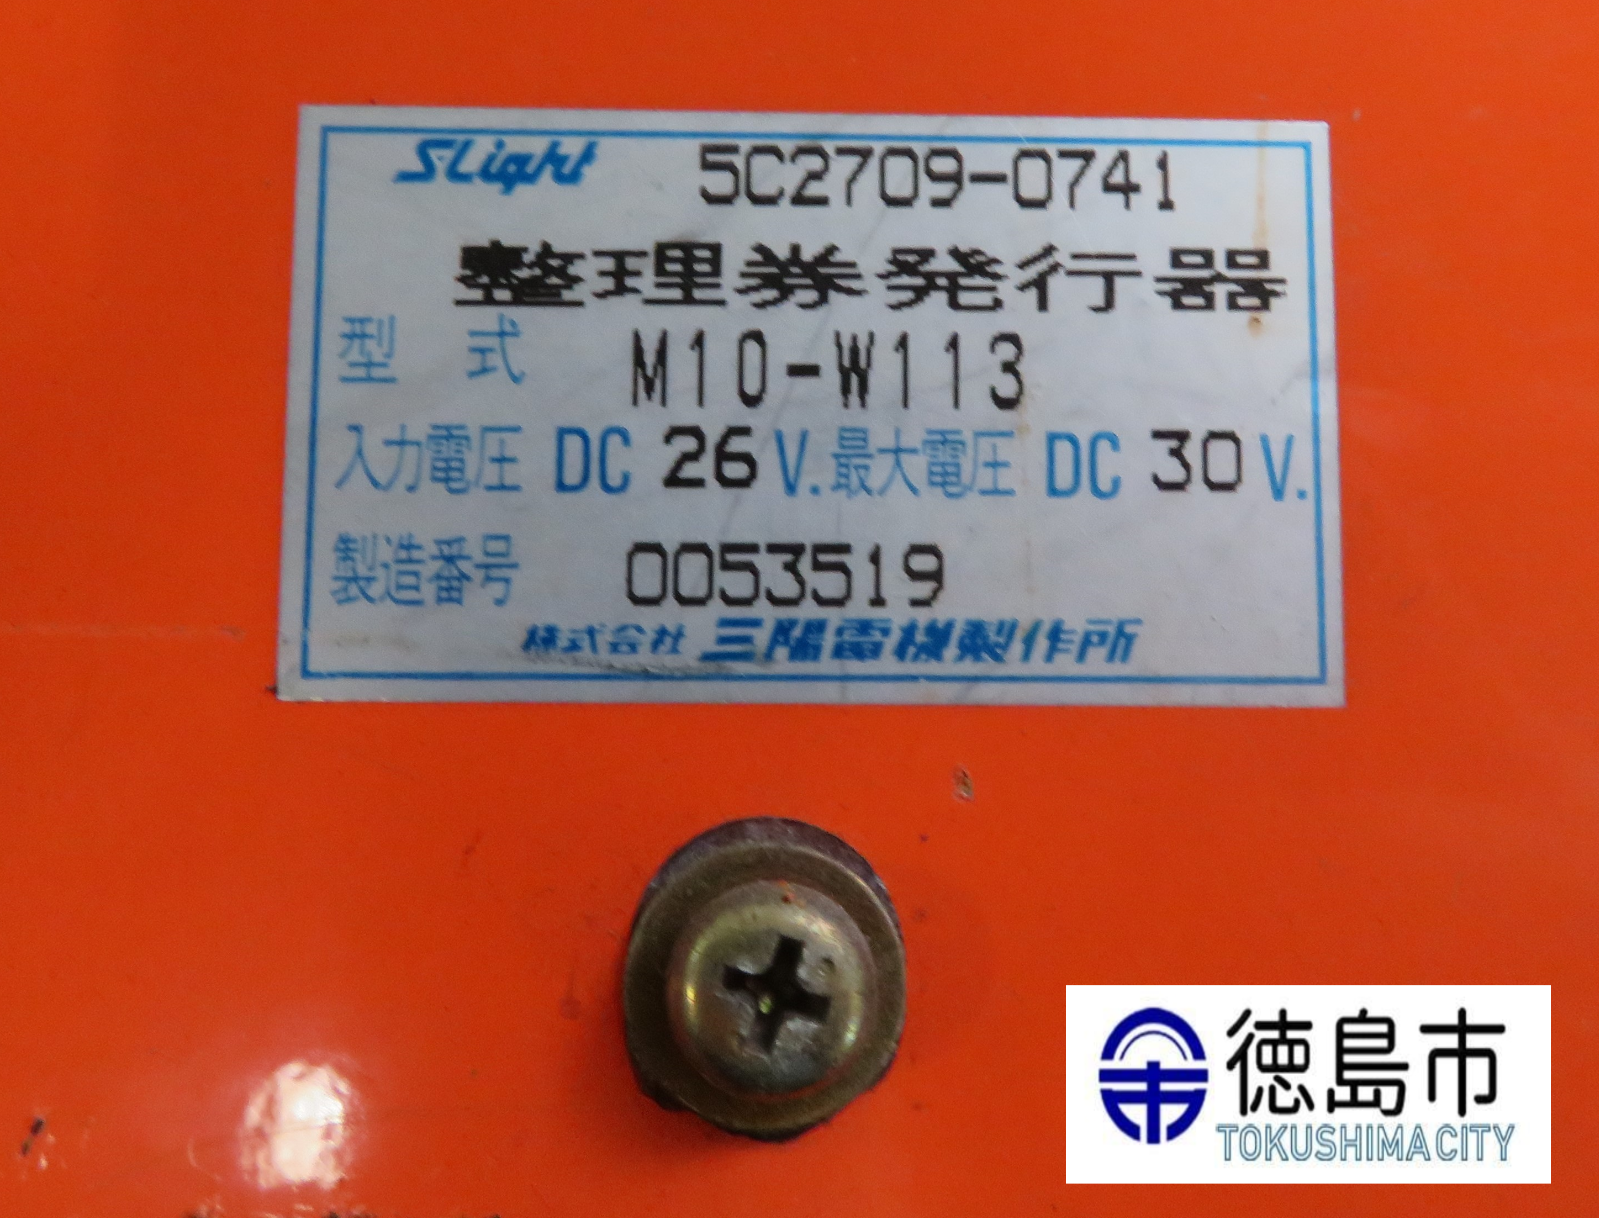 SLight 5C2709-0741
整理券発行器
型式 M10-W113
入力電圧 DC 26 V. 最大電圧 DC 30 V.
製造番号 0053519
株式会社 三陽電機製作所
徳島市
TOKUSHIMA CITY